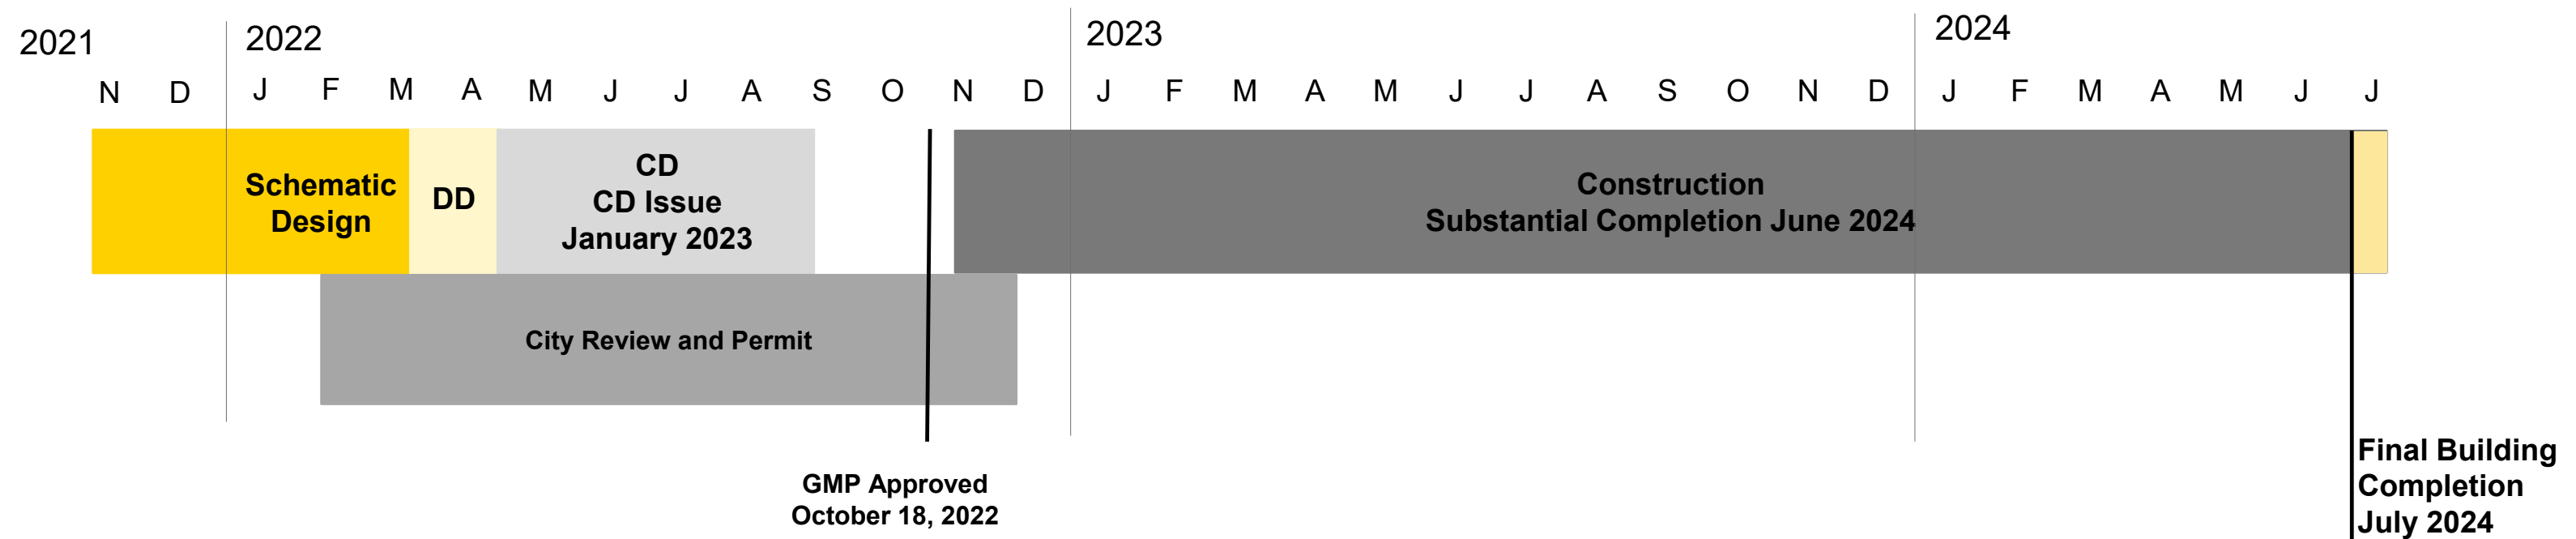 2021 2022 2023 2024
N D J F M A M J J A S O N D J F M A M J J A S O N D J F M A M J J
Schematic
Design
DD
CD
CD Issue
January 2023
Construction
Substantial Completion June 2024
City Review and Permit
GMP Approved
October 18, 2022
Final Building
Completion
July 2024